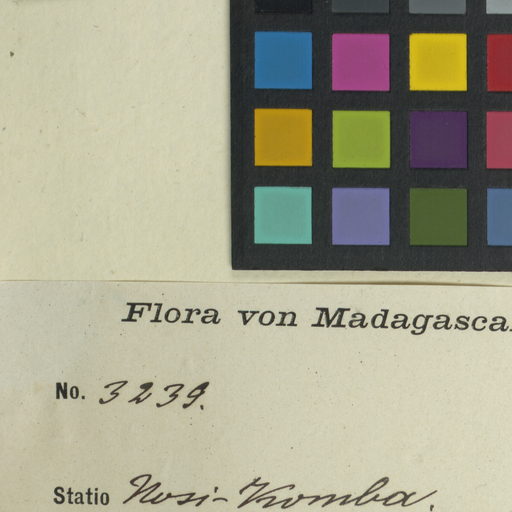 Flora von Madagascar
No. 3239.
Statio Nosi-Komba.